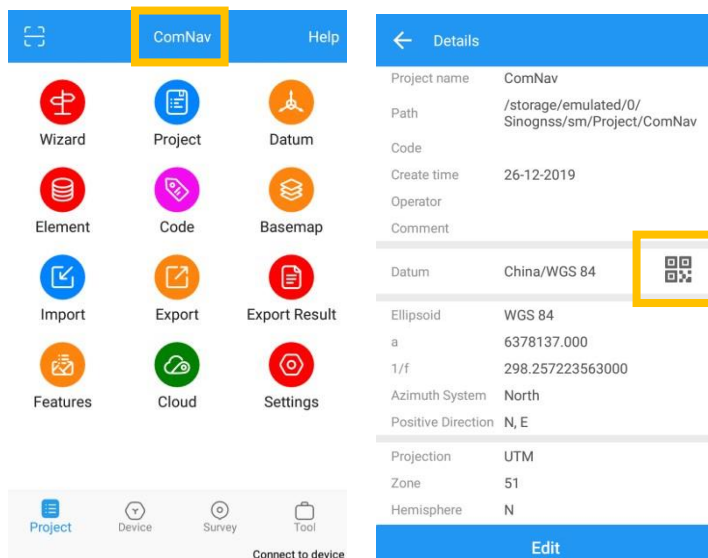 ComNav Help
Wizard Project Datum
Element Code Basemap
Import Export Export Result
Features Cloud Settings
Project Device Survey Tool
Connect to device
Details
Project name ComNav
Path /storage/emulated/0/
Sinognss/sm/Project/ComNav
Code
Create time 26-12-2019
Operator
Comment
Datum China/WGS 84
Ellipsoid WGS 84
a 6378137.000
1/f 298.257223563000
Azimuth System North
Positive Direction N, E
Projection UTM
Zone 51
Hemisphere N
Edit